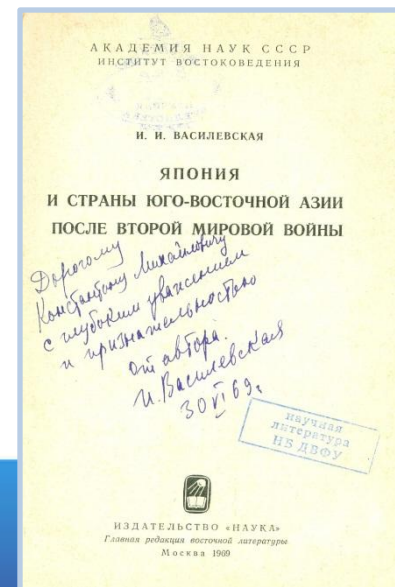 АКАДЕМИЯ НАУК СССР
ИНСТИТУТ ВОСТОКОВЕДЕНИЯ
И. И. ВАСИЛЕВСКАЯ
ЯПОНИЯ
И СТРАНЫ ЮГО-ВОСТОЧНОЙ АЗИИ
ПОСЛЕ ВТОРОЙ МИРОВОЙ ВОЙНЫ
Дорогому
Константину Михайловичу
с глубоким уважением
и признательностью
от автора.
И. Василевская
30 VI 69г.
научная
литература
НБ ДВФУ
ИЗДАТЕЛЬСТВО «НАУКА»
Главная редакция восточной литературы
Москва 1969